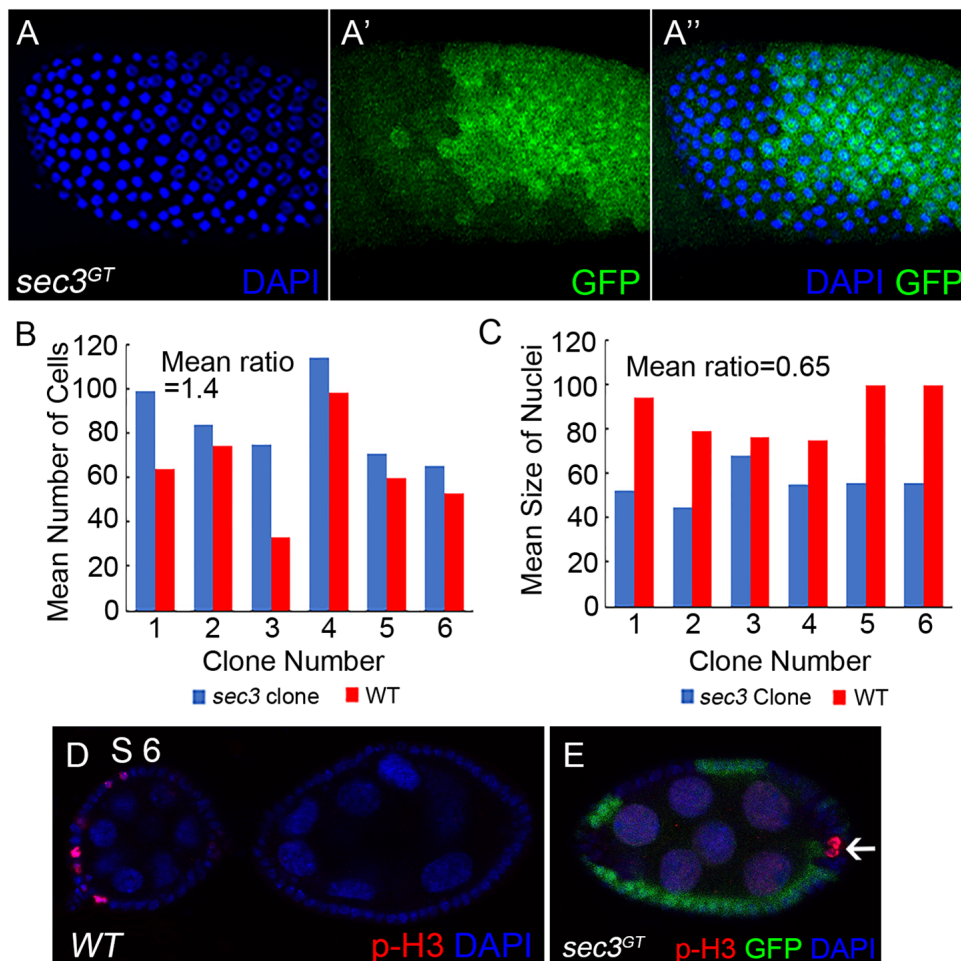 A
A'
A''
sec3GT DAPI
GFP
DAPI GFP
B
Mean Number of Cells
120
100
80
60
40
20
0
Mean ratio
=1.4
1 2 3 4 5 6
Clone Number
sec3 clone WT
C
Mean Size of Nuclei
120
100
80
60
40
20
0
Mean ratio=0.65
1 2 3 4 5 6
Clone Number
sec3 Clone WT
D S 6
WT p-H3 DAPI
E
sec3GT p-H3 GFP DAPI